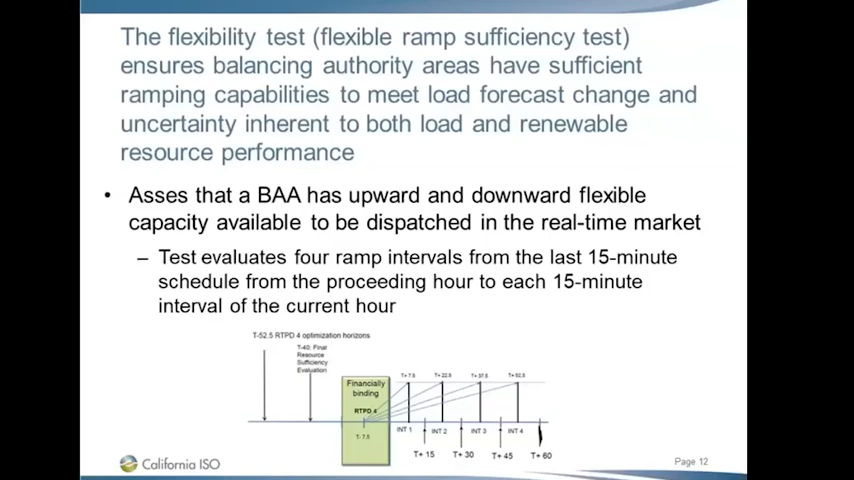 The flexibility test (flexible ramp sufficiency test)
ensures balancing authority areas have sufficient
ramping capabilities to meet load forecast change and
uncertainty inherent to both load and renewable
resource performance
• Asses that a BAA has upward and downward flexible
capacity available to be dispatched in the real-time market
– Test evaluates four ramp intervals from the last 15-minute
schedule from the proceeding hour to each 15-minute
interval of the current hour
T-52.5 RTPD 4 optimization horizons
T-40: Final
Resource
Sufficiency
Evaluation
Financially
binding
RTPD 4
T- 7.5
T+ 7.5 T+ 22.5 T+ 37.5 T+ 52.5
INT 1 INT 2 INT 3 INT 4
T+ 15 T+ 30 T+ 45 T+ 60
California ISO
Page 12